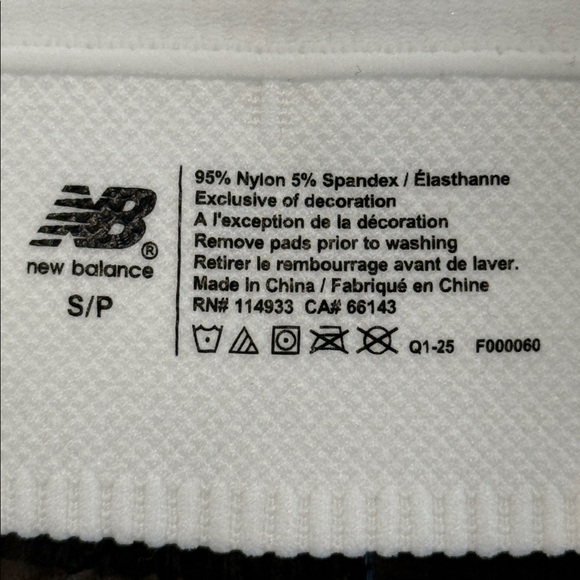 NB®
new balance
S/P
95% Nylon 5% Spandex / Élasthanne
Exclusive of decoration
A l'exception de la décoration
Remove pads prior to washing
Retirer le rembourrage avant de laver.
Made In China / Fabriqué en Chine
RN# 114933 CA# 66143
Q1-25 F000060